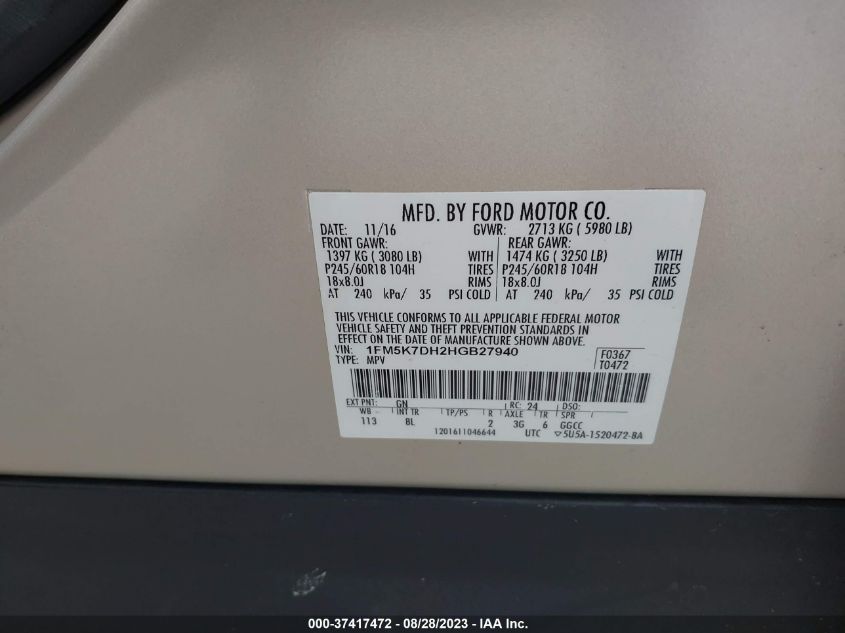 MFD. BY FORD MOTOR CO.
DATE: 11/16 GVWR: 2713 KG ( 5980 LB)
FRONT GAWR: REAR GAWR:
1397 KG ( 3080 LB) WITH 1474 KG ( 3250 LB) WITH
P245/60R18 104H TIRES P245/60R18 104H TIRES
18x8.0J RIMS 18x8.0J RIMS
AT 240 kPa/ 35 PSI COLD AT 240 kPa/ 35 PSI COLD
THIS VEHICLE CONFORMS TO ALL APPLICABLE FEDERAL MOTOR
VEHICLE SAFETY AND THEFT PREVENTION STANDARDS IN
EFFECT ON THE DATE OF MANUFACTURE SHOWN ABOVE.
VIN: 1FM5K7DH2HGB27940 F0367
TYPE: MPV T0472
EXT PNT: GN RC: 24 DSO:
WB INT TR TP/PS R AXLE TR SPR
113 8L 2 3G 6 GGCC
1201611046644 UTC ▽5U5A-1520472-BA
000-37417472 — 08/28/2023 — IAA Inc.